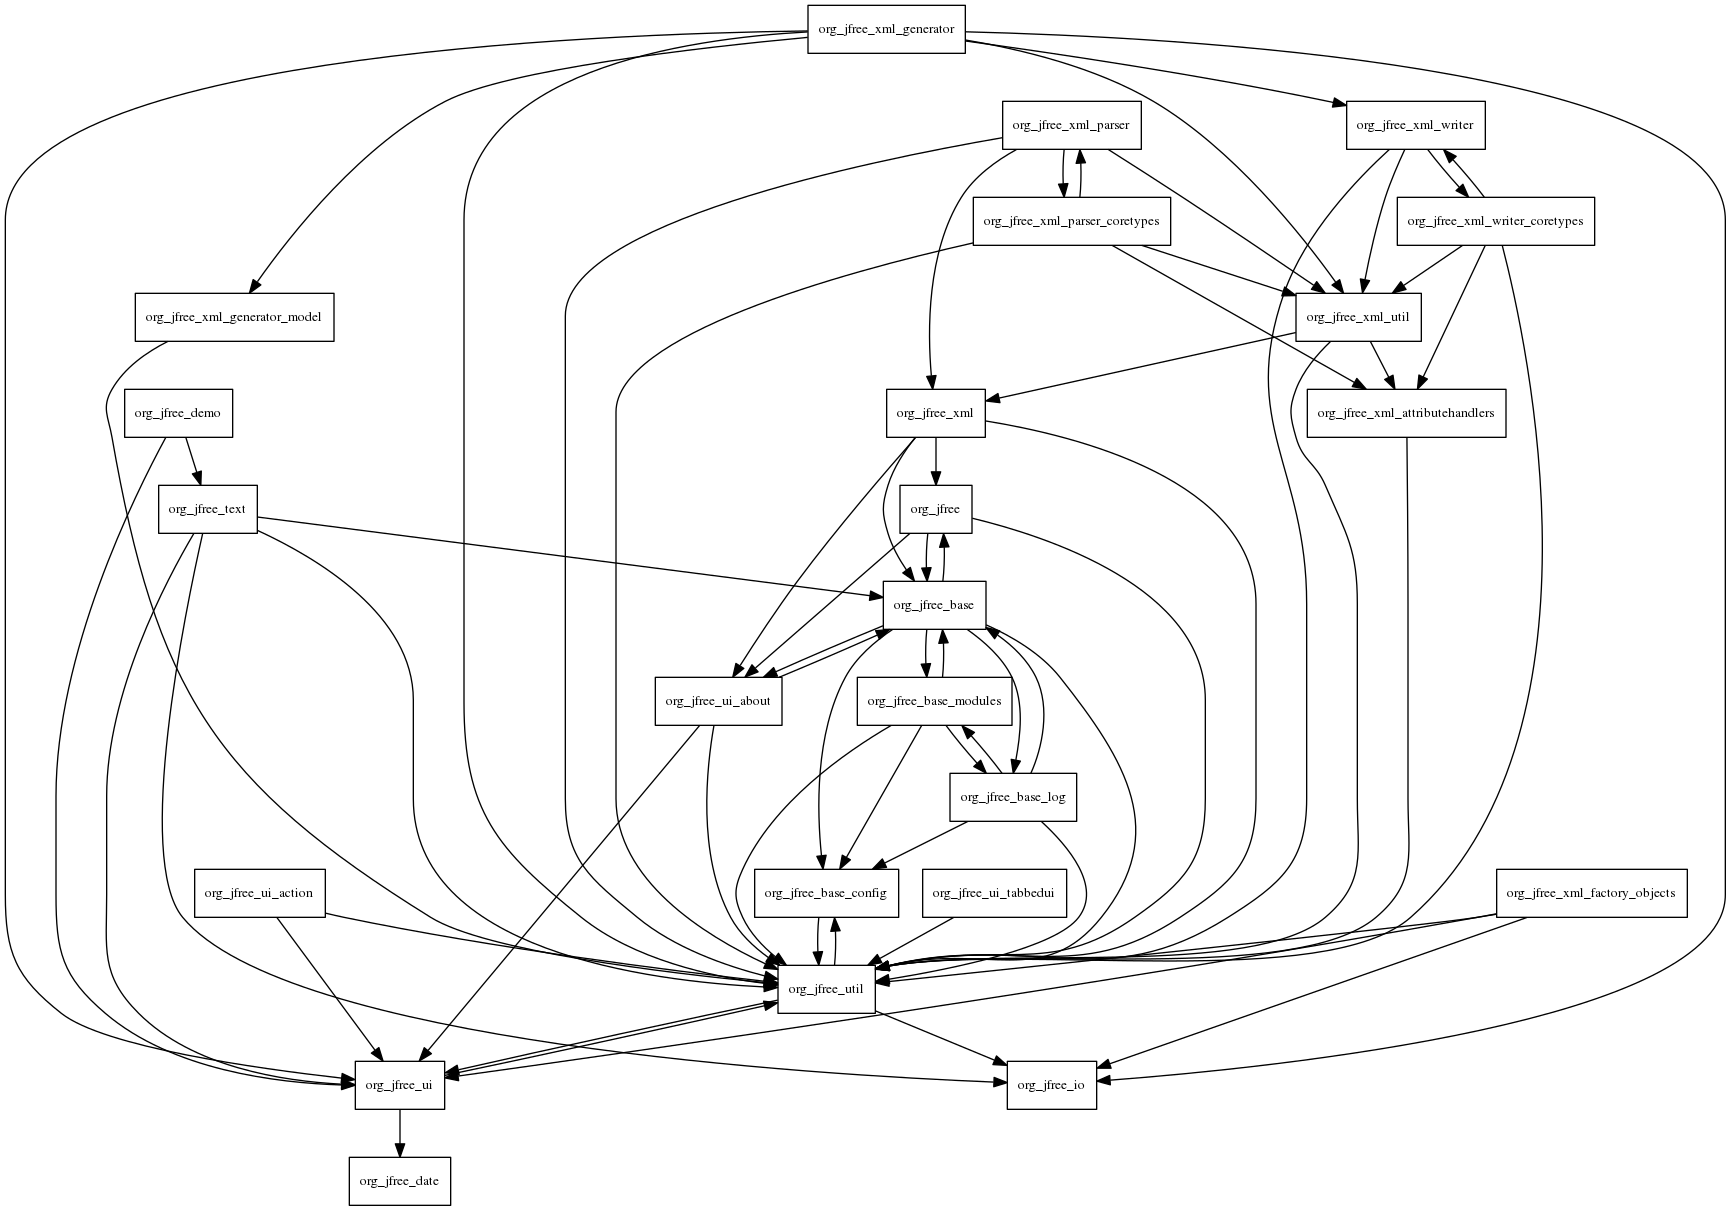 org_jfree_xml_generator
org_jfree_xml_parser
org_jfree_xml_writer
org_jfree_xml_parser_coretypes
org_jfree_xml_writer_coretypes
org_jfree_xml_generator_model
org_jfree_xml_util
org_jfree_demo
org_jfree_xml
org_jfree_xml_attributehandlers
org_jfree_text
org_jfree
org_jfree_base
org_jfree_ui_about
org_jfree_base_modules
org_jfree_base_log
org_jfree_ui_action
org_jfree_base_config
org_jfree_ui_tabbedui
org_jfree_xml_factory_objects
org_jfree_util
org_jfree_ui
org_jfree_io
org_jfree_date